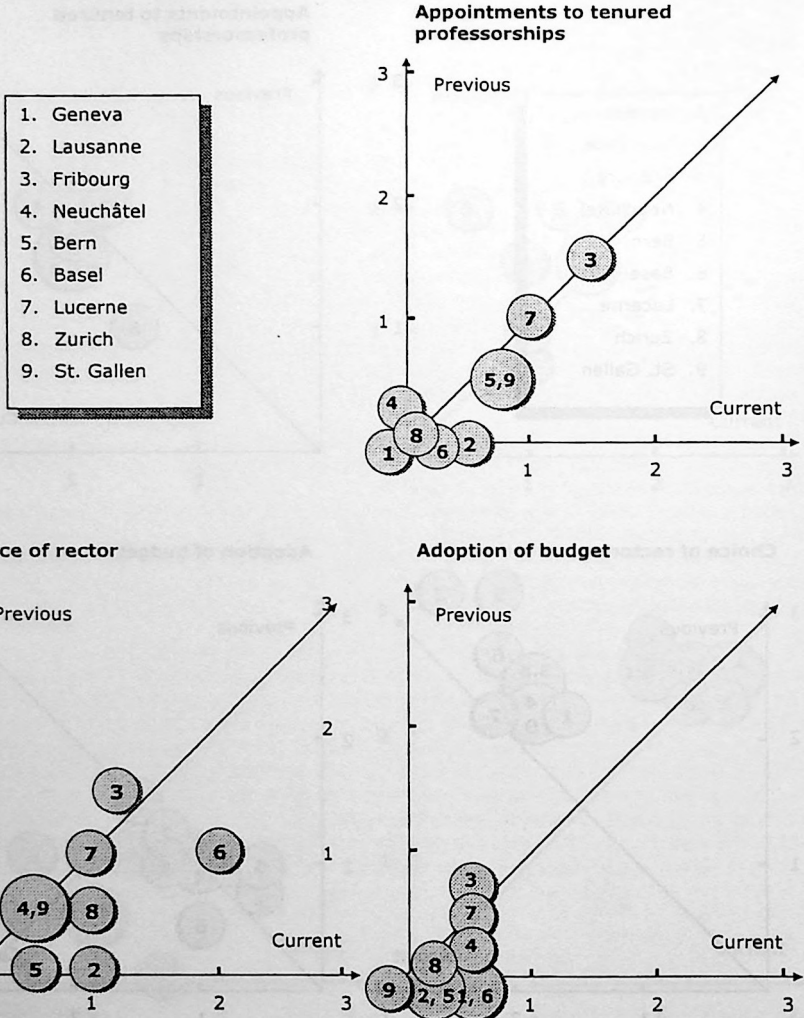 Appointments to tenured
professorships
3
Previous
1. Geneva
2. Lausanne
3. Fribourg
4. Neuchâtel
5. Bern
6. Basel
7. Lucerne
8. Zurich
9. St. Gallen
2
3
1
7
5,9
4
Current
8
1
6
2
1
2
3
ce of rector
Adoption of budget
Previous
3
Previous
2
2
3
7
6
1
3
4,9
8
7
Current
4
Current
5
2
8
9
2, 5
1, 6
1
2
3
1
2
3